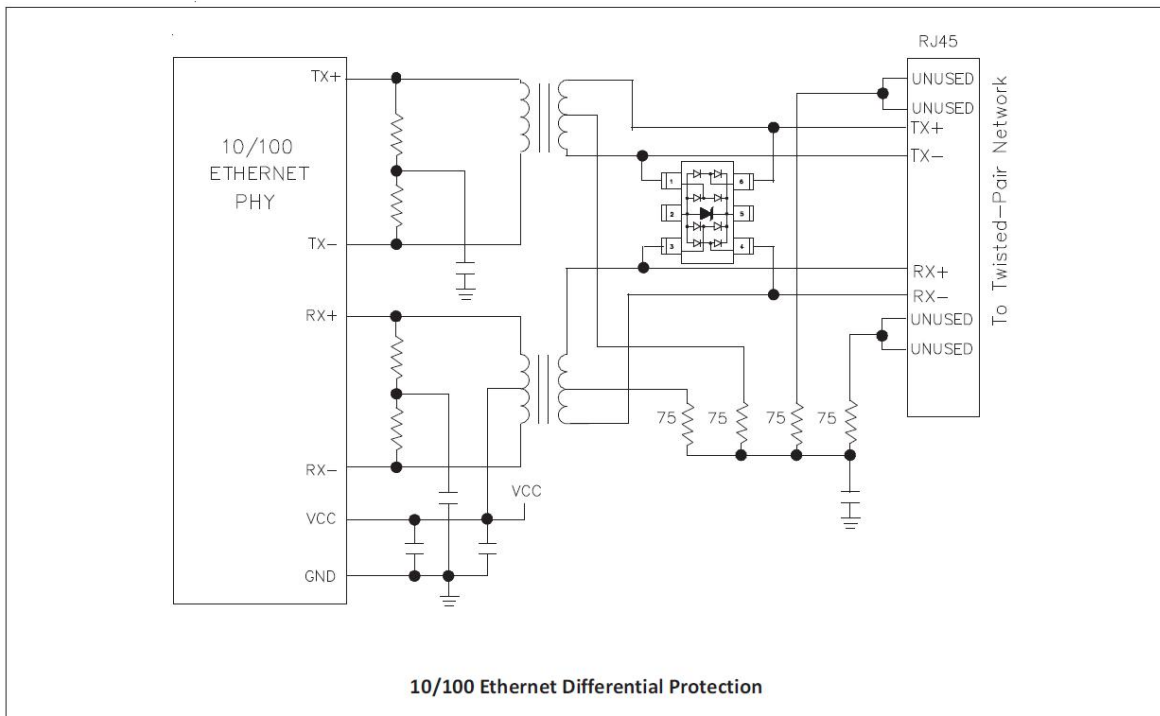 RJ45
TX+
10/100
ETHERNET
PHY
TX-
RX+
RX-
VCC
GND
VCC
1
2
3
6
5
4
UNUSED
UNUSED
TX+
TX-
RX+
RX-
UNUSED
UNUSED
To Twisted-Pair Network
75
75
75
75
10/100 Ethernet Differential Protection